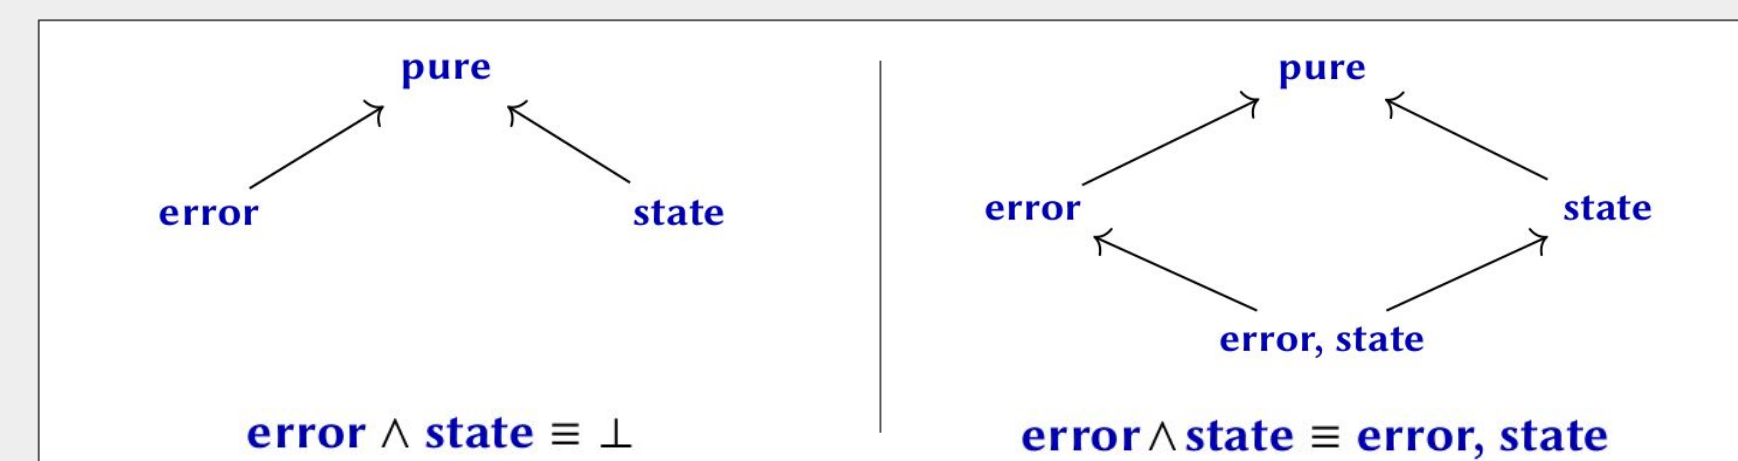 pure
error
state
error ∧ state ≡ ⊥
pure
error
state
error, state
error ∧ state ≡ error, state